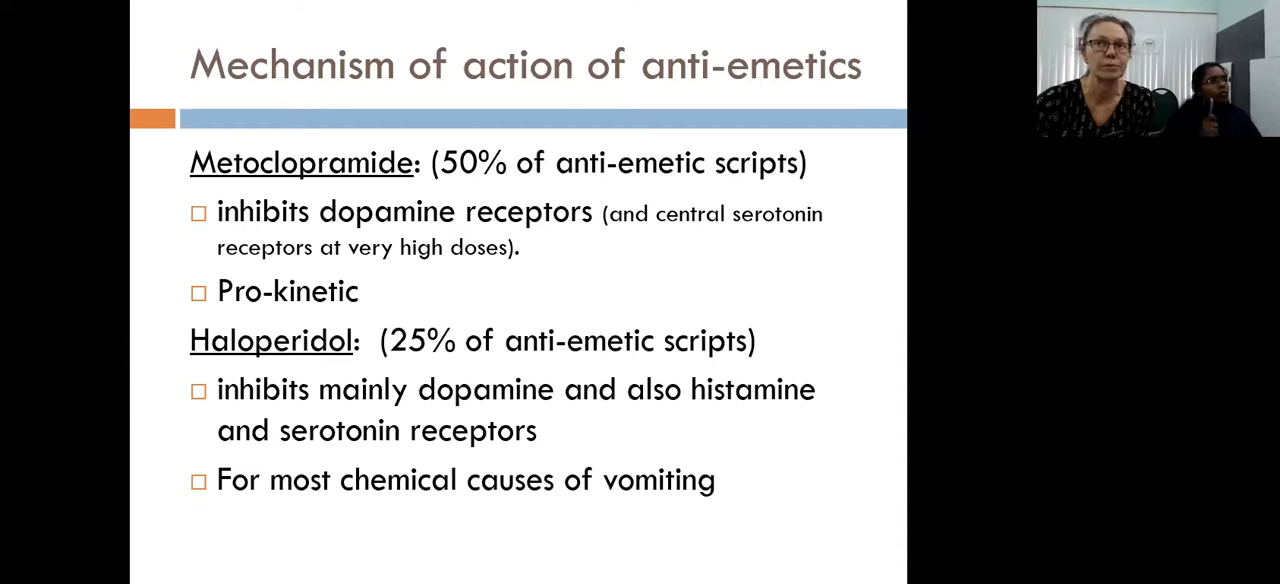 Mechanism of action of anti-emetics
Metoclopramide: (50% of anti-emetic scripts)
inhibits dopamine receptors (and central serotonin
receptors at very high doses).
Pro-kinetic
Haloperidol: (25% of anti-emetic scripts)
inhibits mainly dopamine and also histamine
and serotonin receptors
For most chemical causes of vomiting